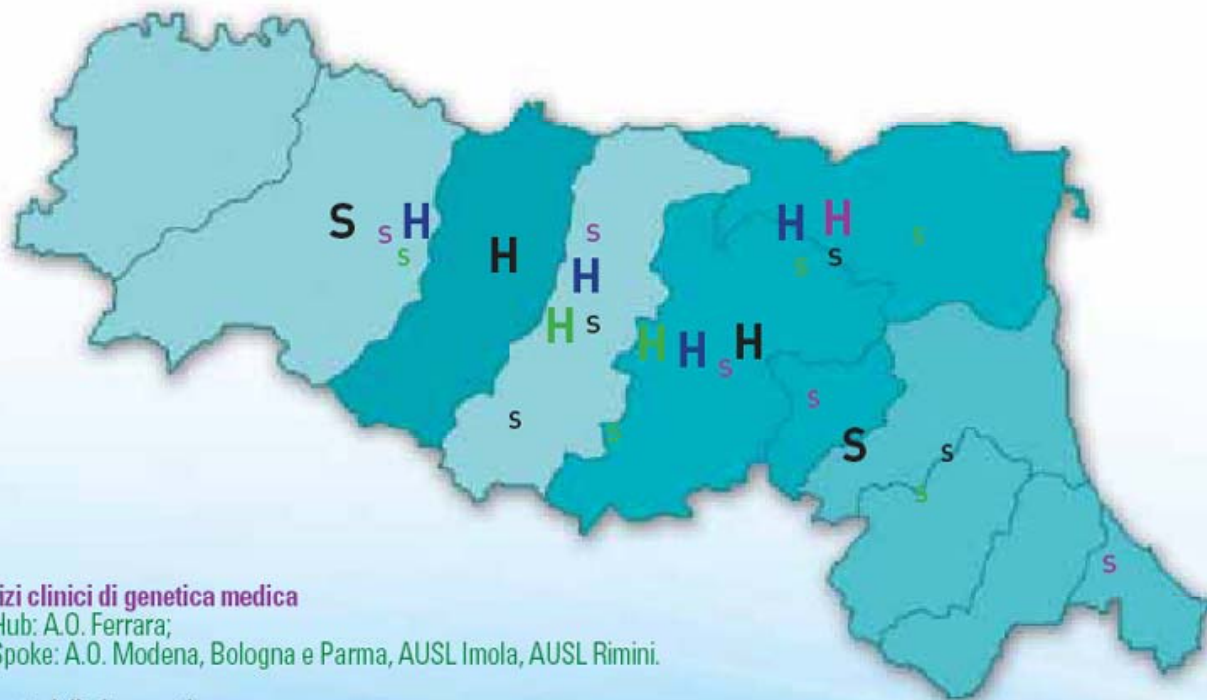 S s H
s
H
s
H
H s
s
H H
s s
s
H H s H
s
s
S s
s
s
izi clinici di genetica medica
Hub: A.O. Ferrara;
Spoke: A.O. Modena, Bologna e Parma, AUSL Imola, AUSL Rimini.